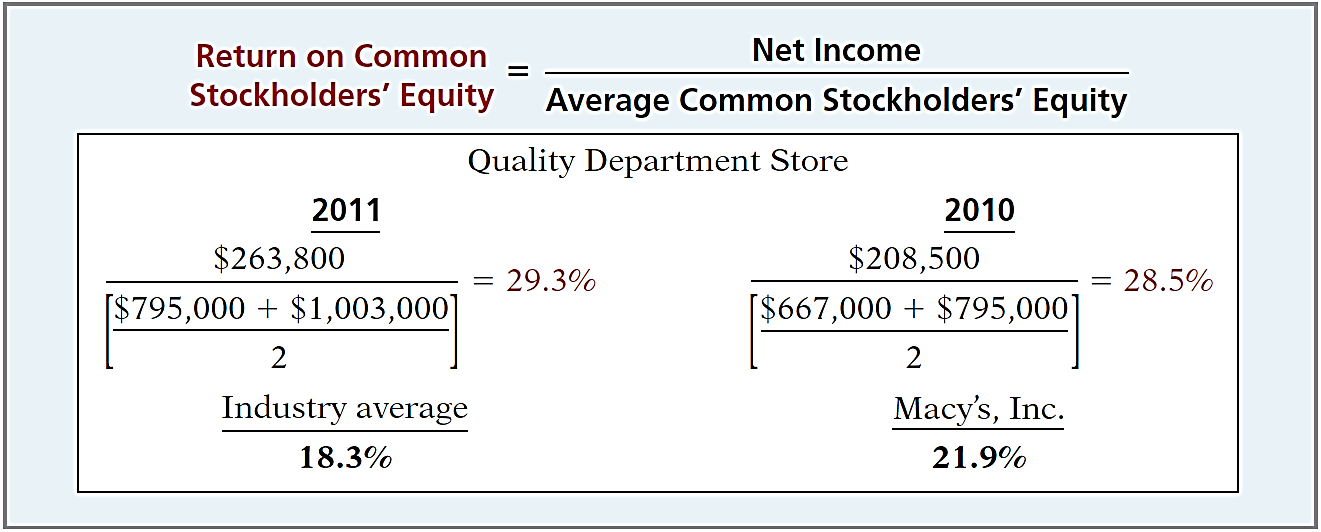 Return on Common
Stockholders’ Equity
=
Net Income
Average Common Stockholders’ Equity
Quality Department Store
2011
$263,800
[$795,000 + $1,003,000]
2
= 29.3%
2010
$208,500
[$667,000 + $795,000]
2
= 28.5%
Industry average
18.3%
Macy’s, Inc.
21.9%